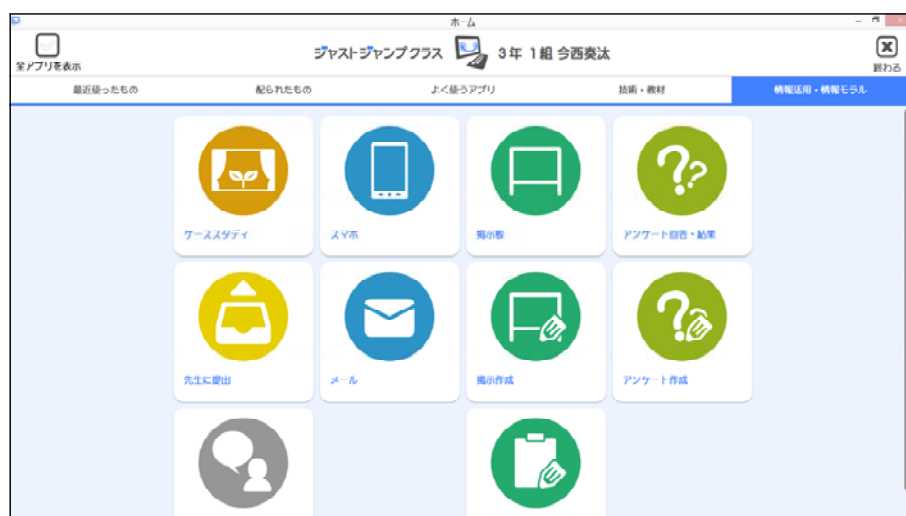 ホーム
全アプリを表示
ジャストジャンプクラス 3年 1組 今西奏汰
終わる
最近使ったもの
配られたもの
よく使うアプリ
技術・教材
情報活用・情報モラル
ケーススタディ
スマホ
掲示板
アンケート回答・結果
先生に提出
メール
掲示作成
アンケート作成